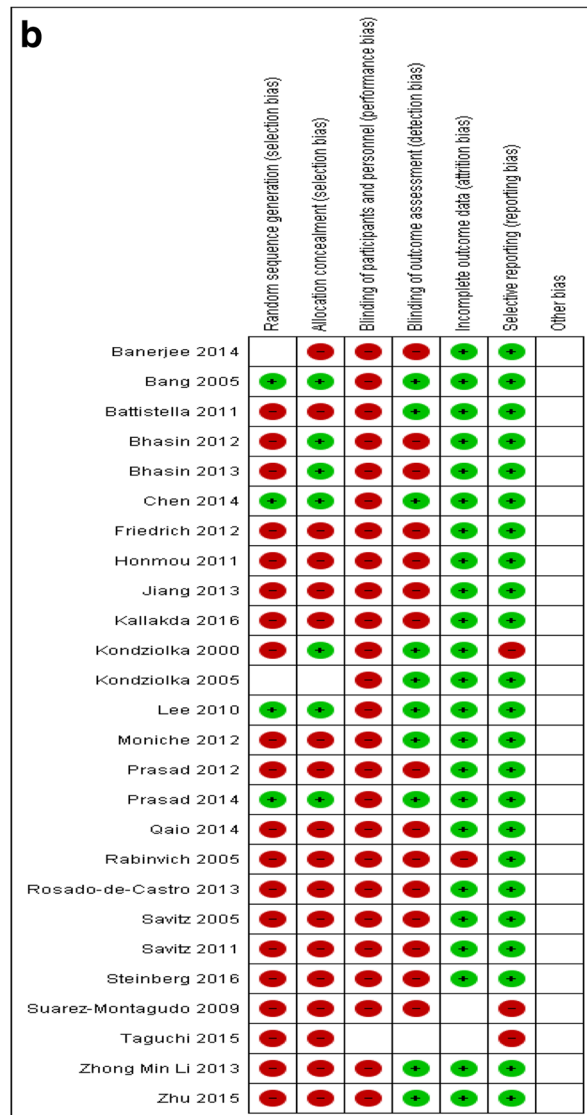 b
Random sequence generation (selection bias)
Allocation concealment (selection bias)
Blinding of participants and personnel (performance bias)
Blinding of outcome assessment (detection bias)
Incomplete outcome data (attrition bias)
Selective reporting (reporting bias)
Other bias
Banerjee 2014 - - - + +
Bang 2005 + + - + + +
Battistella 2011 - - - + + +
Bhasin 2012 - + - - + +
Bhasin 2013 - + - - + +
Chen 2014 + + - + + +
Friedrich 2012 - - - - + +
Honmou 2011 - - - - + +
Jiang 2013 - - - - + +
Kallakda 2016 - - - - + +
Kondziolka 2000 - + - + + -
Kondziolka 2005 - + + +
Lee 2010 + + - + + +
Moniche 2012 - - - + + +
Prasad 2012 - - - - + +
Prasad 2014 + + - + + +
Qaio 2014 - - - - + +
Rabinvich 2005 - - - - - +
Rosado-de-Castro 2013 - - - - + +
Savitz 2005 - - - - + +
Savitz 2011 - - - - + +
Steinberg 2016 - - - - + +
Suarez-Montagudo 2009 - - - - -
Taguchi 2015 - - -
Zhong Min Li 2013 - - - + + +
Zhu 2015 - - - + + +